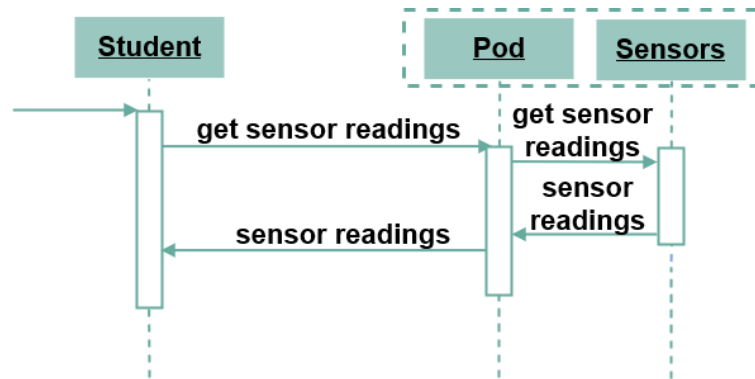 Student
Pod
Sensors
get sensor readings
get sensor
readings
sensor
readings
sensor readings